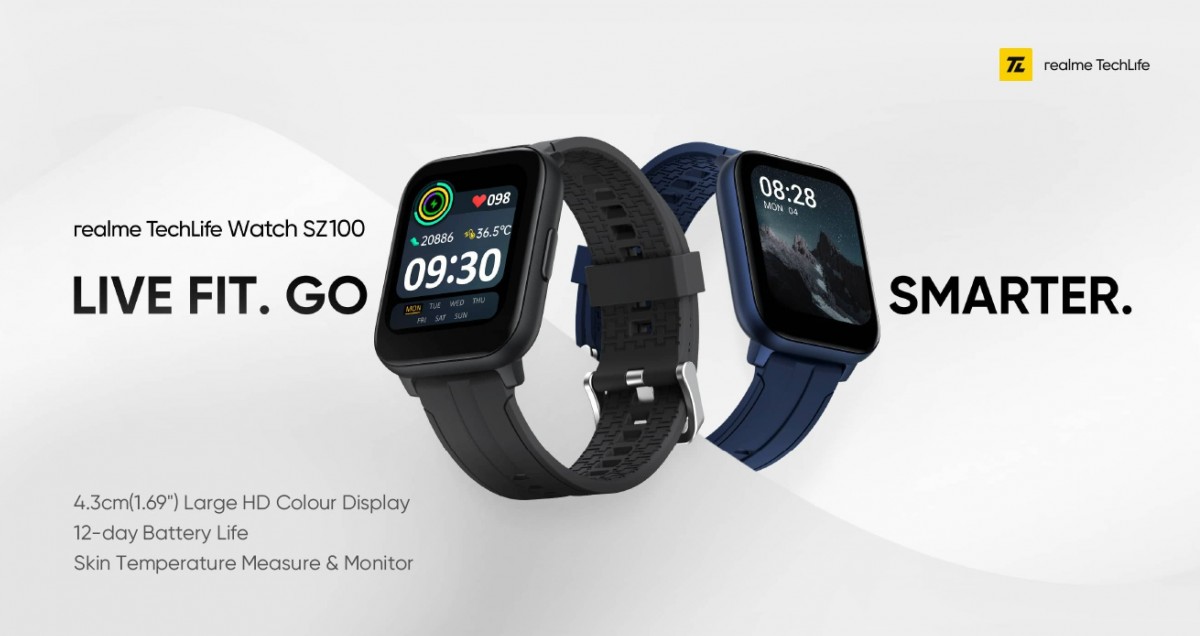 TL realme TechLife
realme TechLife Watch SZ100
LIVE FIT. GO SMARTER.
098
20886 36.5°C
09:30
MON TUE WED THU
FRI SAT SUN
08:28
MON 04
4.3cm(1.69") Large HD Colour Display
12-day Battery Life
Skin Temperature Measure & Monitor